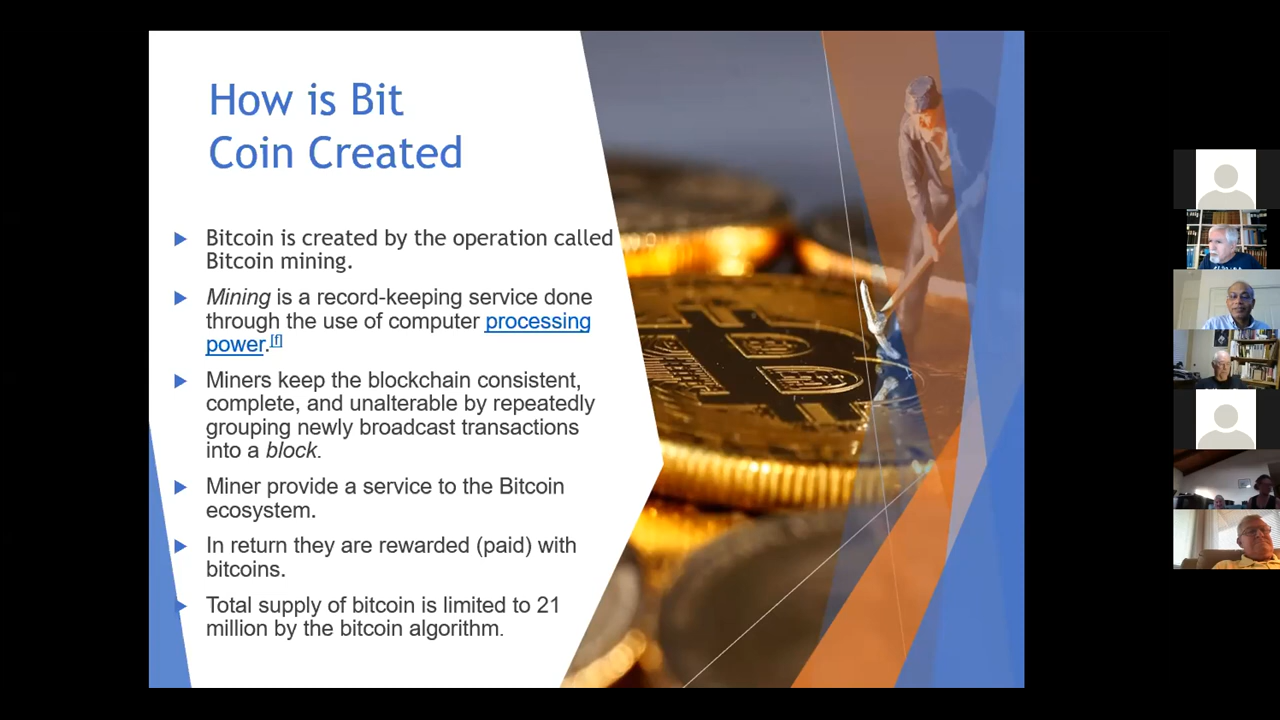 How is Bit
Coin Created
Bitcoin is created by the operation called
Bitcoin mining.
Mining is a record-keeping service done
through the use of computer processing
power.[f]
Miners keep the blockchain consistent,
complete, and unalterable by repeatedly
grouping newly broadcast transactions
into a block.
Miner provide a service to the Bitcoin
ecosystem.
In return they are rewarded (paid) with
bitcoins.
Total supply of bitcoin is limited to 21
million by the bitcoin algorithm.